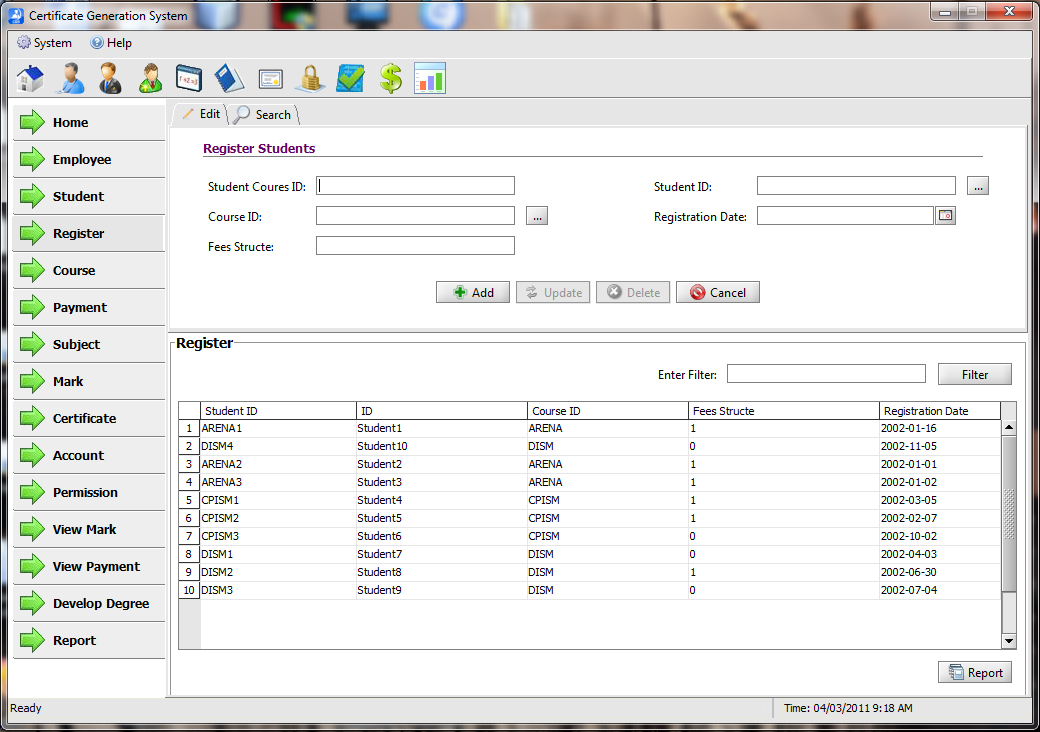 Certificate Generation System
System Help
Home
Employee
Student
Register
Course
Payment
Subject
Mark
Certificate
Account
Permission
View Mark
View Payment
Develop Degree
Report
Edit Search
Register Students
Student Coures ID: Student ID: ...
Course ID: ... Registration Date:
Fees Structe:
Add Update Delete Cancel
Register
Enter Filter: Filter
Student ID ID Course ID Fees Structe Registration Date
1 ARENA1 Student1 ARENA 1 2002-01-16
2 DISM4 Student10 DISM 0 2002-11-05
3 ARENA2 Student2 ARENA 1 2002-01-01
4 ARENA3 Student3 ARENA 1 2002-01-02
5 CPISM1 Student4 CPISM 1 2002-03-05
6 CPISM2 Student5 CPISM 1 2002-02-07
7 CPISM3 Student6 CPISM 0 2002-10-02
8 DISM1 Student7 DISM 0 2002-04-03
9 DISM2 Student8 DISM 1 2002-06-30
10 DISM3 Student9 DISM 0 2002-07-04
Report
Ready Time: 04/03/2011 9:18 AM